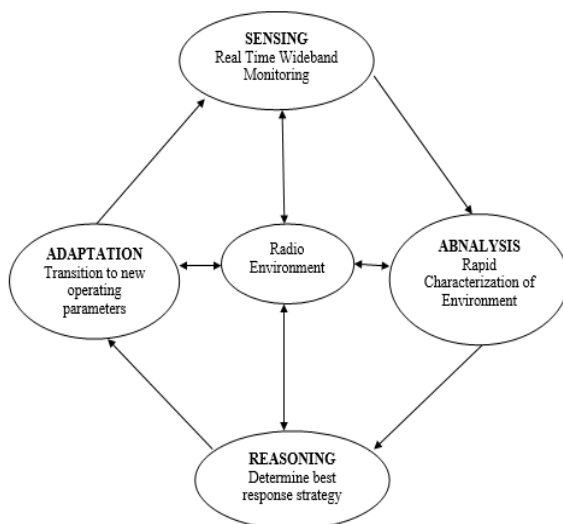 SENSING
Real Time Wideband
Monitoring
ADAPTATION
Transition to new
operating
parameters
Radio
Environment
ABNALYSIS
Rapid
Characterization of
Environment
REASONING
Determine best
response strategy